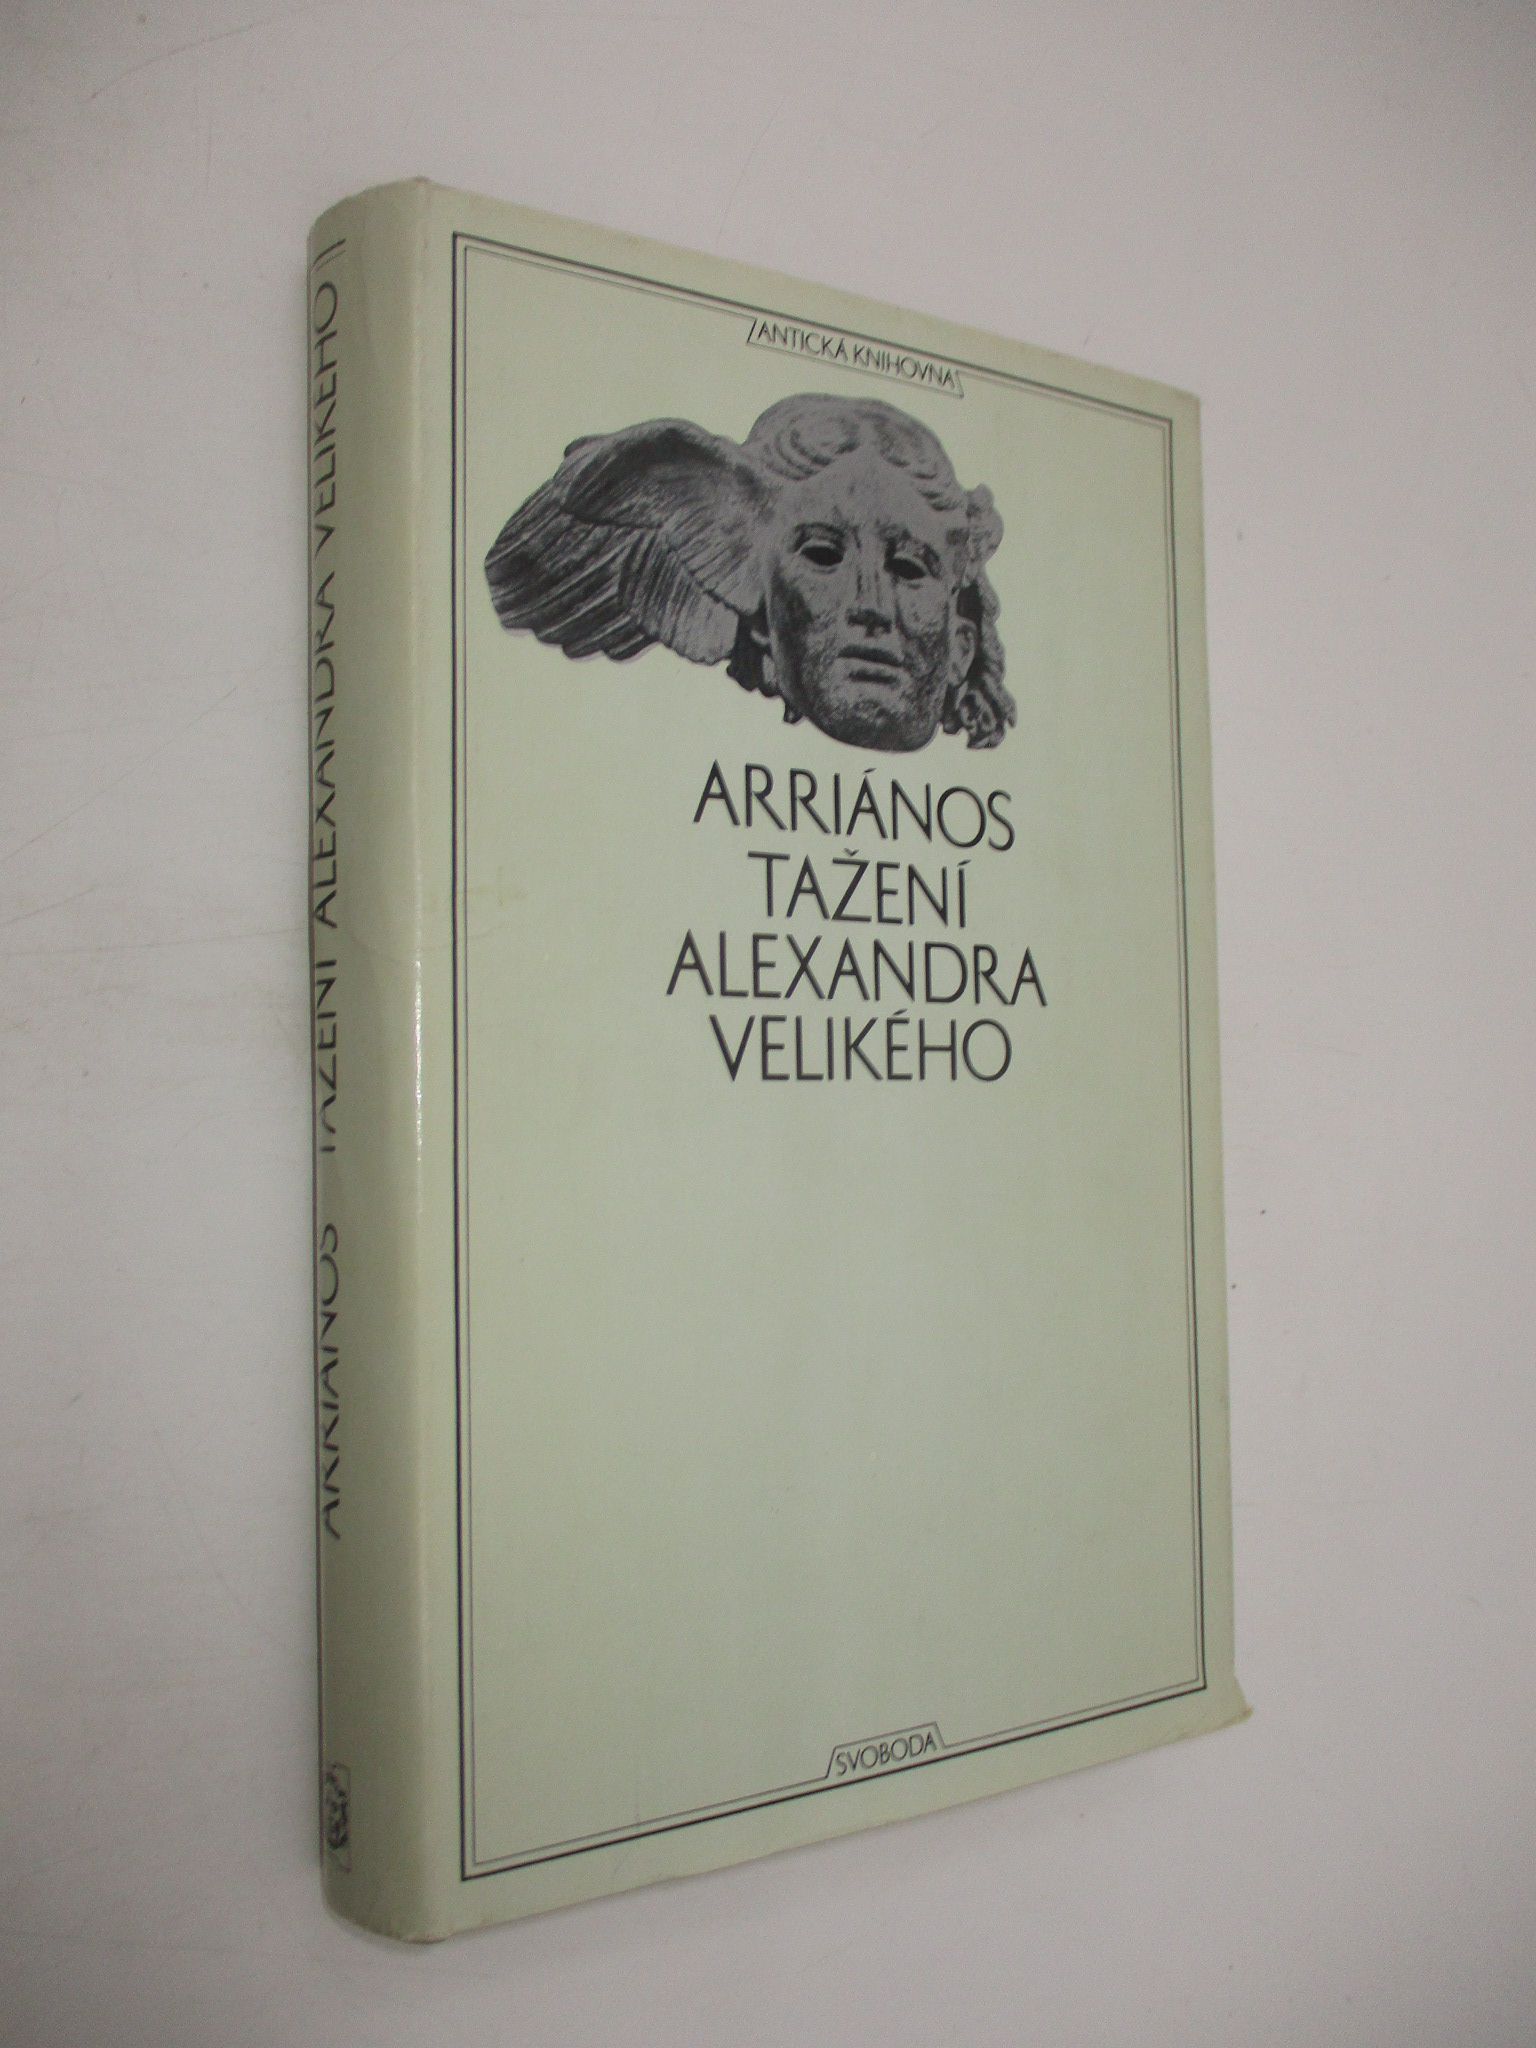 ANTICKÁ KNIHOVNA
ARRIÁNOS
TAŽENÍ
ALEXANDRA
VELIKÉHO
SVOBODA
ARRIÁNOS TAŽENÍ ALEXANDRA VELIKÉHO